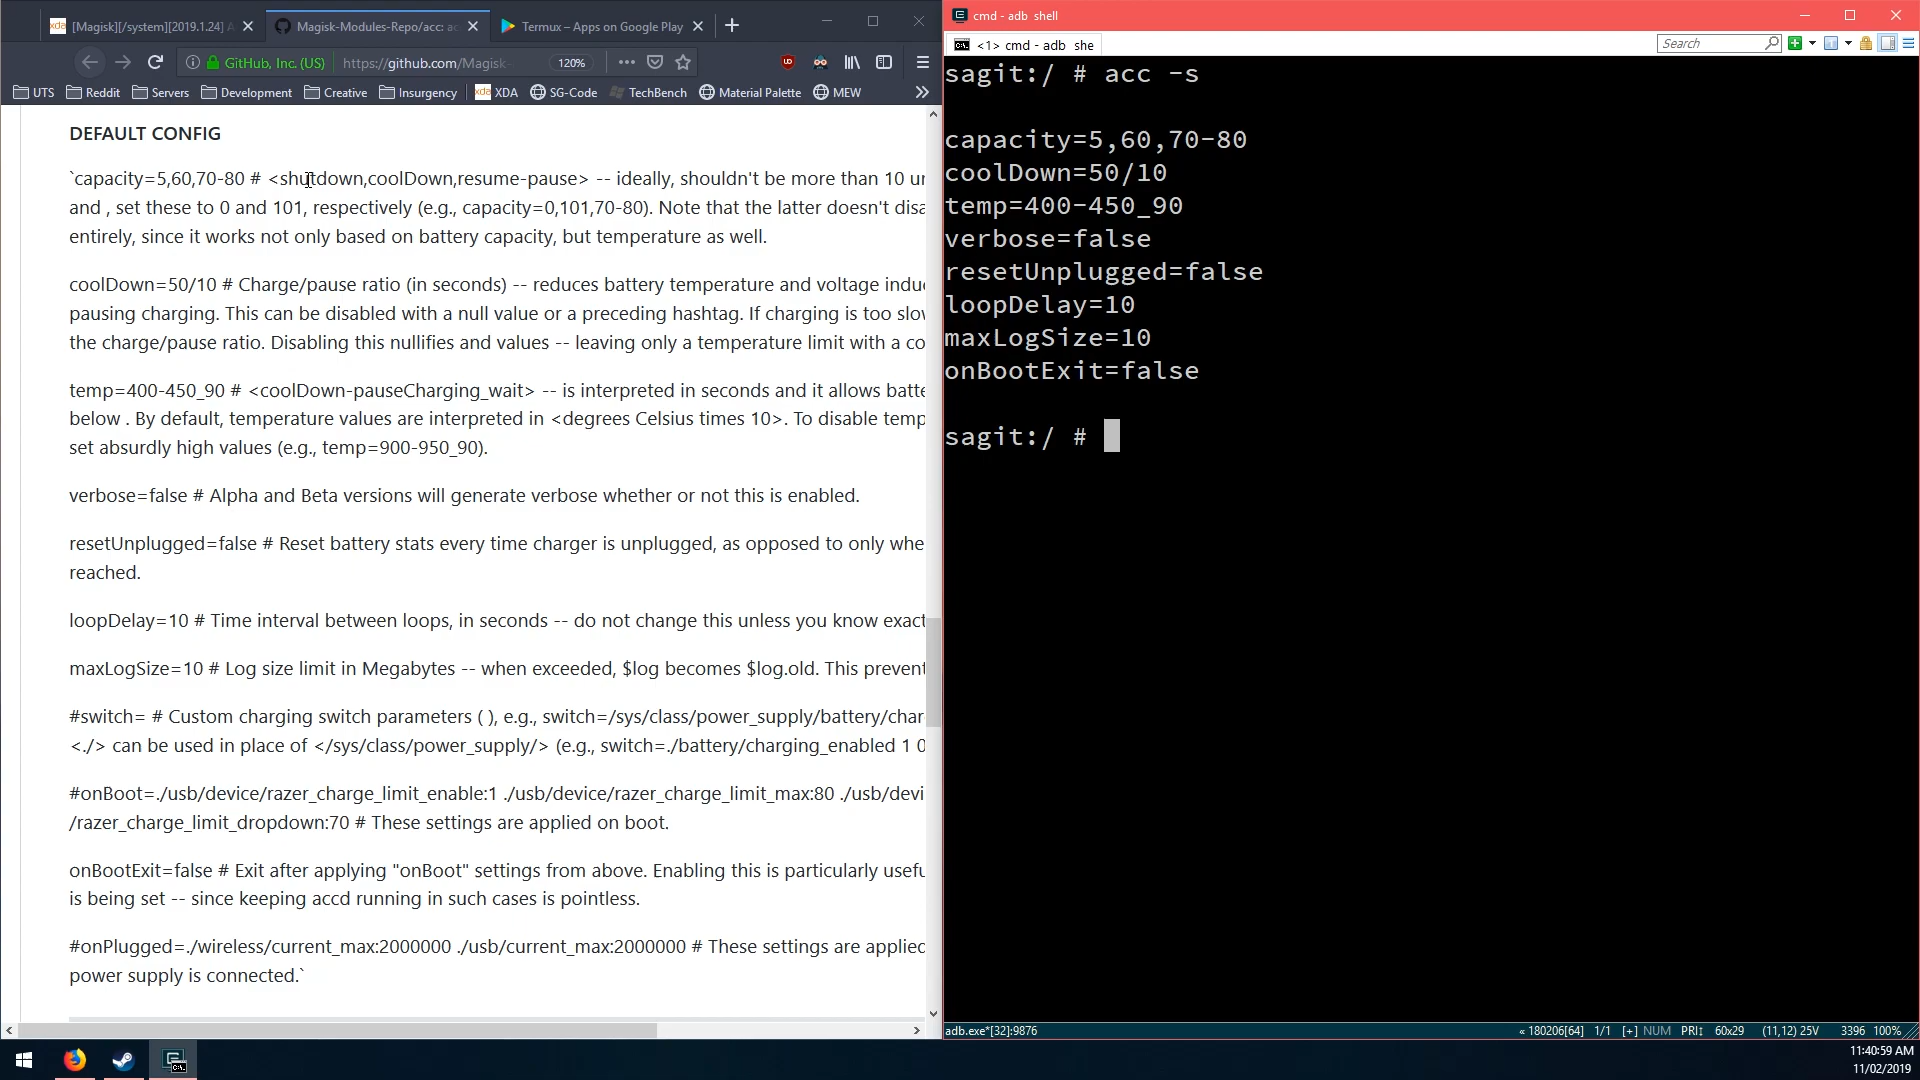 [Magisk][/system][2019.1.24] A
Magisk-Modules-Repo/acc: ac
Termux – Apps on Google Play
GitHub, Inc. (US)
https://github.com/Magisk-
120%
UTS
Reddit
Servers
Development
Creative
Insurgency
XDA
SG-Code
TechBench
Material Palette
MEW
DEFAULT CONFIG
`capacity=5,60,70-80 # <shutdown,coolDown,resume-pause> -- ideally, shouldn't be more than 10 u
and , set these to 0 and 101, respectively (e.g., capacity=0,101,70-80). Note that the latter doesn't disa
entirely, since it works not only based on battery capacity, but temperature as well.
coolDown=50/10 # Charge/pause ratio (in seconds) -- reduces battery temperature and voltage indu
pausing charging. This can be disabled with a null value or a preceding hashtag. If charging is too slo
the charge/pause ratio. Disabling this nullifies and values -- leaving only a temperature limit with a co
temp=400-450_90 # <coolDown-pauseCharging_wait> -- is interpreted in seconds and it allows batte
below . By default, temperature values are interpreted in <degrees Celsius times 10>. To disable temp
set absurdly high values (e.g., temp=900-950_90).
verbose=false # Alpha and Beta versions will generate verbose whether or not this is enabled.
resetUnplugged=false # Reset battery stats every time charger is unplugged, as opposed to only whe
reached.
loopDelay=10 # Time interval between loops, in seconds -- do not change this unless you know exact
maxLogSize=10 # Log size limit in Megabytes -- when exceeded, $log becomes $log.old. This prevent
#switch= # Custom charging switch parameters ( ), e.g., switch=/sys/class/power_supply/battery/char
<./> can be used in place of </sys/class/power_supply/> (e.g., switch=./battery/charging_enabled 1 0
#onBoot=./usb/device/razer_charge_limit_enable:1 ./usb/device/razer_charge_limit_max:80 ./usb/devi
/razer_charge_limit_dropdown:70 # These settings are applied on boot.
onBootExit=false # Exit after applying "onBoot" settings from above. Enabling this is particularly usefu
is being set -- since keeping accd running in such cases is pointless.
#onPlugged=./wireless/current_max:2000000 ./usb/current_max:2000000 # These settings are applied
power supply is connected.`
cmd - adb  shell
<1> cmd - adb  she
Search
sagit:/ # acc -s
capacity=5,60,70-80
coolDown=50/10
temp=400-450_90
verbose=false
resetUnplugged=false
loopDelay=10
maxLogSize=10
onBootExit=false
sagit:/ #
adb.exe*[32]:9876
« 180206[64] 1/1 [+] NUM PRI↕ 60x29 (11,12) 25V 3396 100%
11:40:59 AM
11/02/2019